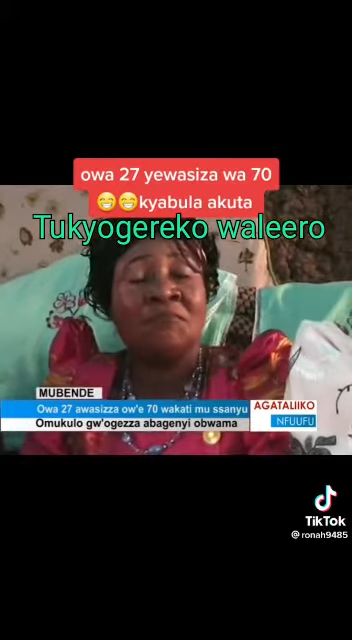 owa 27 yewasiza wa 70
😁😁kyabula akuta
Tukyogereko waleero
MUBENDE
Owa 27 awasizza ow'e 70 wakati mu ssanyu
AGATALIIKO
Omukulo gw'ogezza abagenyi obwama
NFUUFU
TikTok
@ronah9485